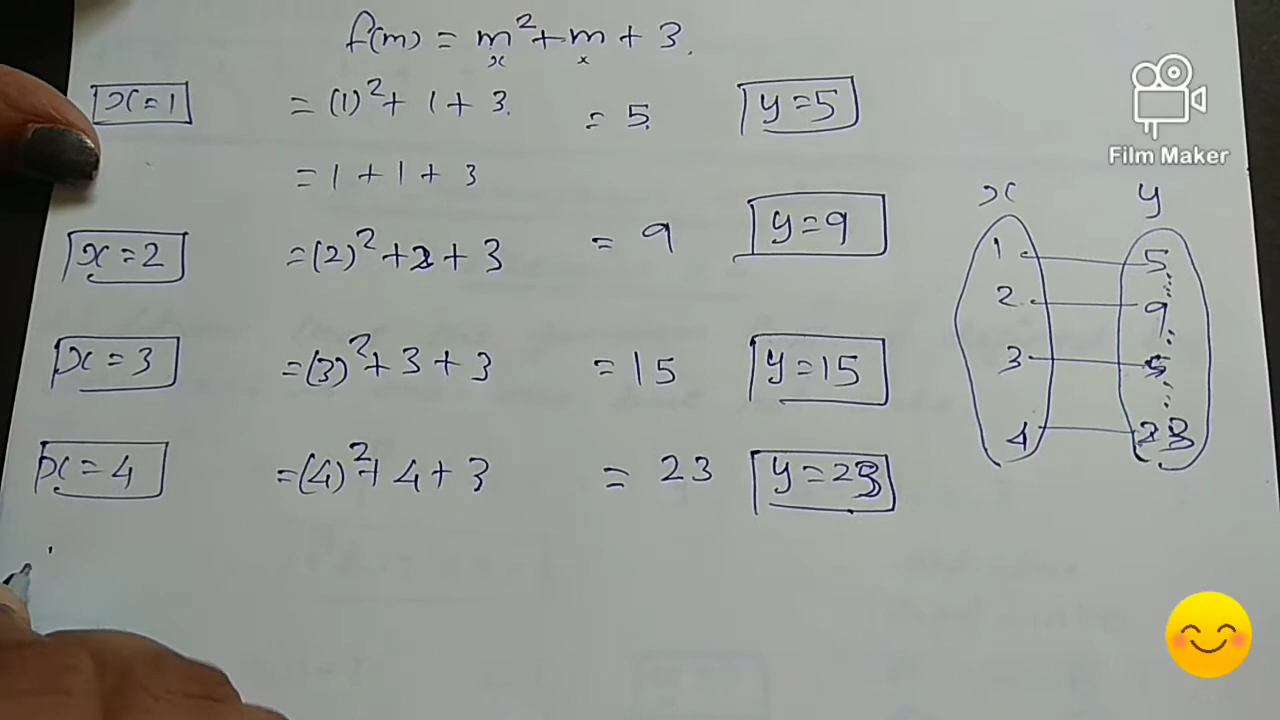 f(m) = m² + m + 3.
x x
x = 1 = (1)² + 1 + 3. = 5. y = 5
= 1 + 1 + 3
x = 2 = (2)² + 2 + 3 = 9 y = 9
x = 3 = (3)² + 3 + 3 = 15 y = 15
x = 4 = (4)² + 4 + 3 = 23 y = 23
Film Maker
x y
1 5
2 9
3
4 23